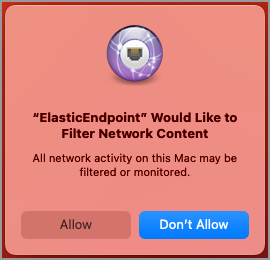 “ElasticEndpoint” Would Like to
Filter Network Content
All network activity on this Mac may be
filtered or monitored.
Allow
Don’t Allow